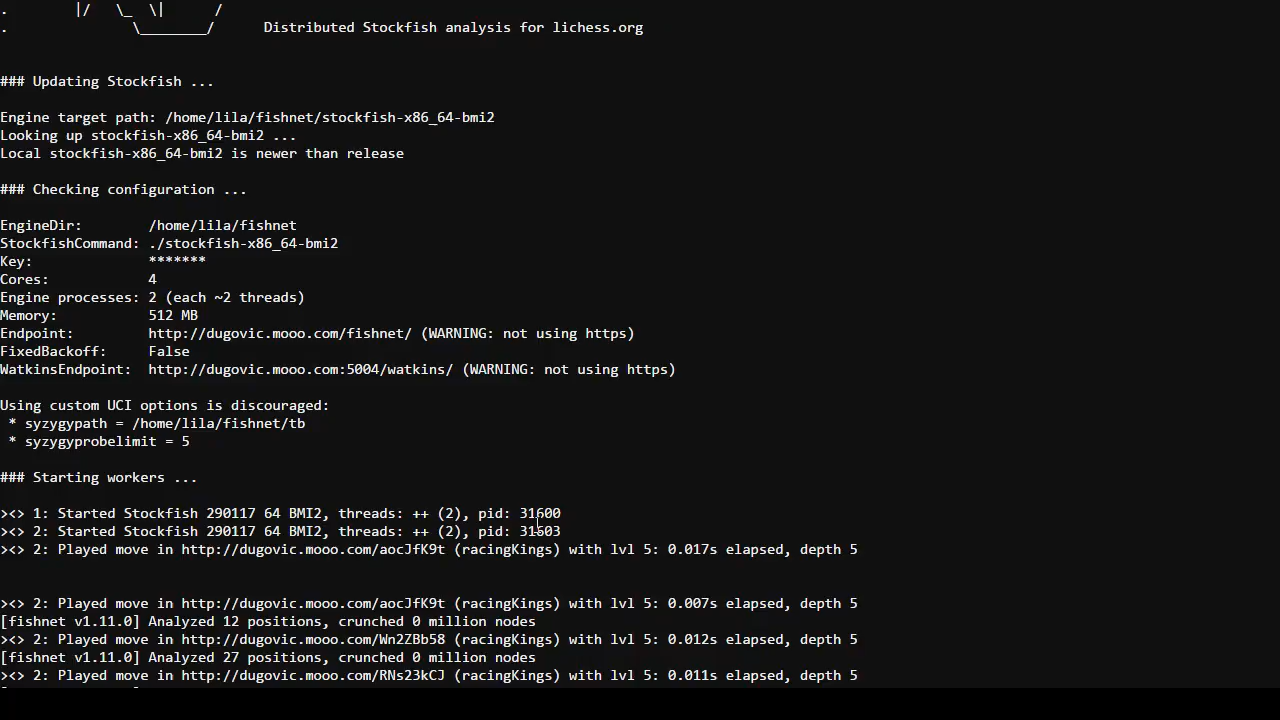 .        |/   \_ \|      /
.               \________/      Distributed Stockfish analysis for lichess.org
### Updating Stockfish ...
Engine target path: /home/lila/fishnet/stockfish-x86_64-bmi2
Looking up stockfish-x86_64-bmi2 ...
Local stockfish-x86_64-bmi2 is newer than release
### Checking configuration ...
EngineDir:        /home/lila/fishnet
StockfishCommand: ./stockfish-x86_64-bmi2
Key:              *******
Cores:            4
Engine processes: 2 (each ~2 threads)
Memory:           512 MB
Endpoint:         http://dugovic.mooo.com/fishnet/ (WARNING: not using https)
FixedBackoff:     False
WatkinsEndpoint:  http://dugovic.mooo.com:5004/watkins/ (WARNING: not using https)
Using custom UCI options is discouraged:
 * syzygypath = /home/lila/fishnet/tb
 * syzygyprobelimit = 5
### Starting workers ...
><> 1: Started Stockfish 290117 64 BMI2, threads: ++ (2), pid: 31600
><> 2: Started Stockfish 290117 64 BMI2, threads: ++ (2), pid: 31603
><> 2: Played move in http://dugovic.mooo.com/aocJfK9t (racingKings) with lvl 5: 0.017s elapsed, depth 5
><> 2: Played move in http://dugovic.mooo.com/aocJfK9t (racingKings) with lvl 5: 0.007s elapsed, depth 5
[fishnet v1.11.0] Analyzed 12 positions, crunched 0 million nodes
><> 2: Played move in http://dugovic.mooo.com/Wn2ZBb58 (racingKings) with lvl 5: 0.012s elapsed, depth 5
[fishnet v1.11.0] Analyzed 27 positions, crunched 0 million nodes
><> 2: Played move in http://dugovic.mooo.com/RNs23kCJ (racingKings) with lvl 5: 0.011s elapsed, depth 5